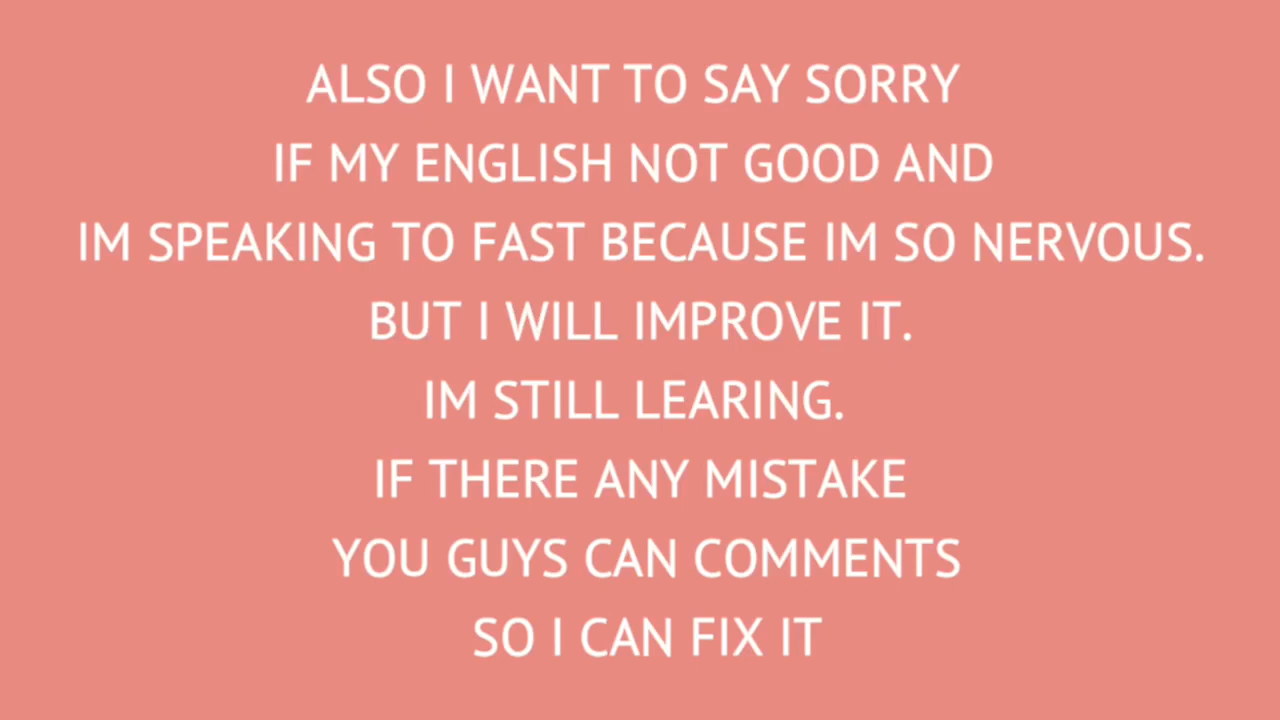 ALSO I WANT TO SAY SORRY
IF MY ENGLISH NOT GOOD AND
IM SPEAKING TO FAST BECAUSE IM SO NERVOUS.
BUT I WILL IMPROVE IT.
IM STILL LEARING.
IF THERE ANY MISTAKE
YOU GUYS CAN COMMENTS
SO I CAN FIX IT